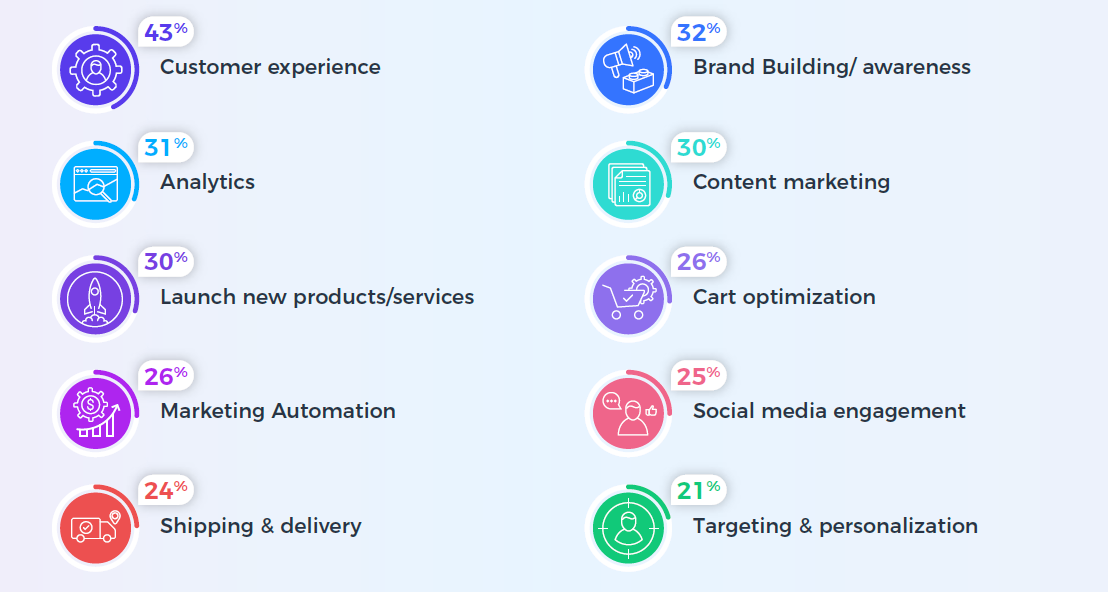 43%
Customer experience
32%
Brand Building/ awareness
31%
Analytics
30%
Content marketing
30%
Launch new products/services
26%
Cart optimization
26%
Marketing Automation
25%
Social media engagement
24%
Shipping & delivery
21%
Targeting & personalization